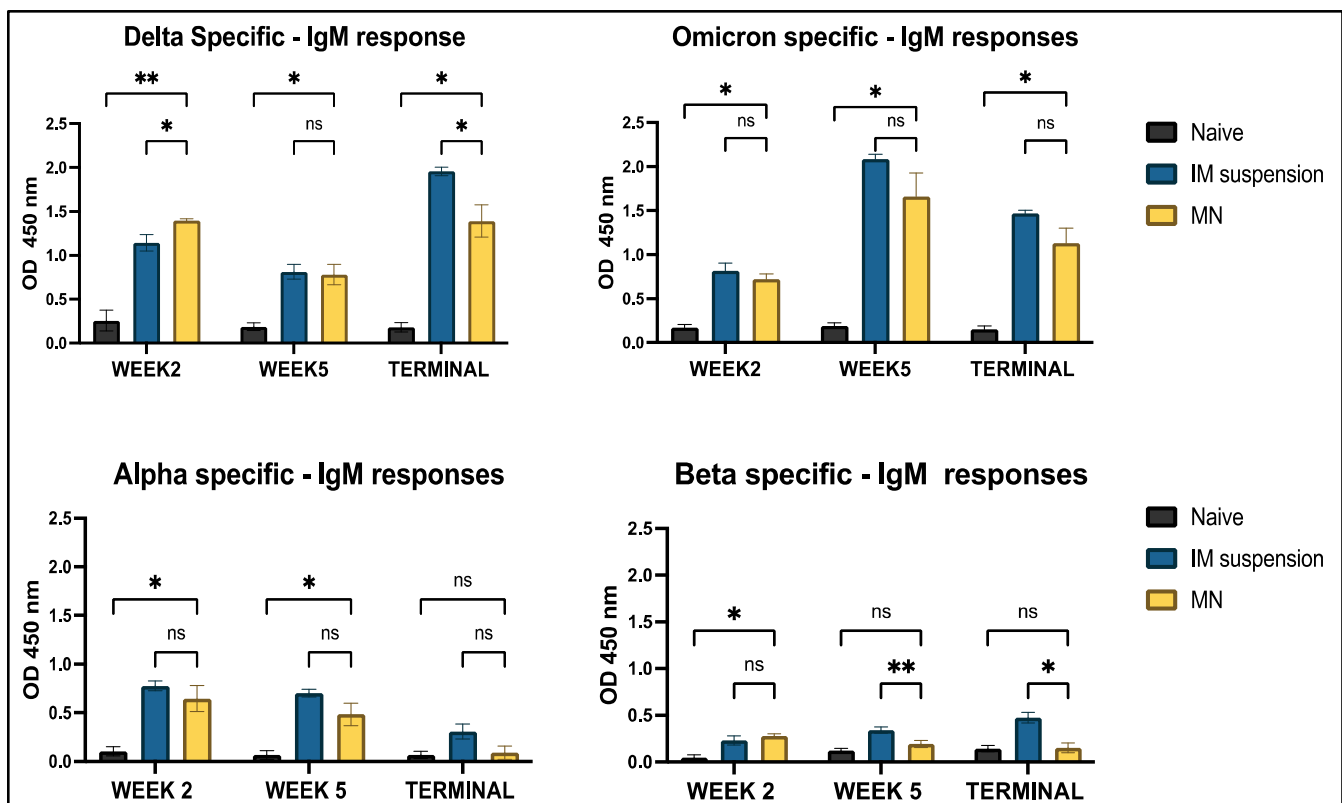 Delta Specific - IgM response
** * *
* ns *
OD 450 nm
2.5
2.0
1.5
1.0
0.5
0.0
WEEK2 WEEK5 TERMINAL
Omicron specific - IgM responses
* * *
ns ns ns
OD 450 nm
2.5
2.0
1.5
1.0
0.5
0.0
WEEK2 WEEK5 TERMINAL
Naive
IM suspension
MN
Alpha specific - IgM responses
OD 450 nm
2.5
2.0
1.5
1.0
0.5
0.0
* * ns
ns ns ns
WEEK 2 WEEK 5 TERMINAL
Beta specific - IgM  responses
OD 450 nm
2.5
2.0
1.5
1.0
0.5
0.0
* ns ns
ns ** *
WEEK 2 WEEK 5 TERMINAL
Naive
IM suspension
MN